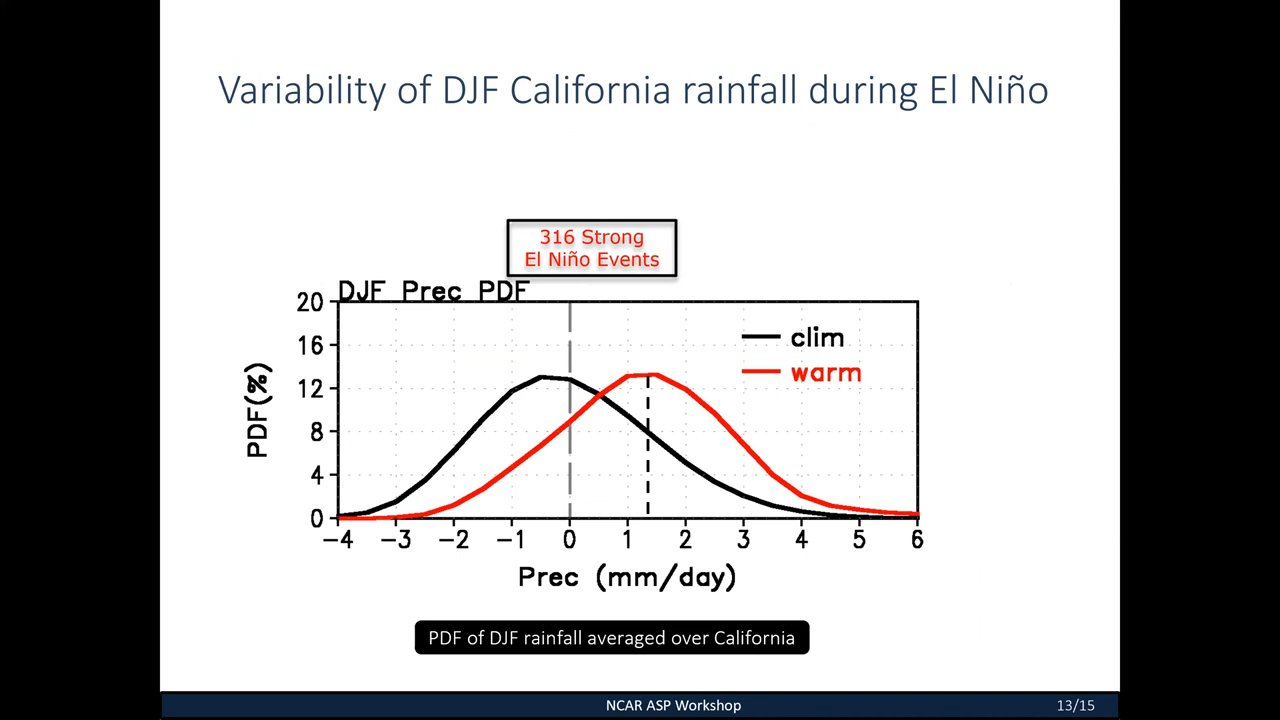 Variability of DJF California rainfall during El Niño
316 Strong
El Niño Events
DJF Prec PDF
20
16
12
8
4
0
PDF(%)
clim
warm
−4 −3 −2 −1 0 1 2 3 4 5 6
Prec (mm/day)
PDF of DJF rainfall averaged over California
NCAR ASP Workshop 13/15